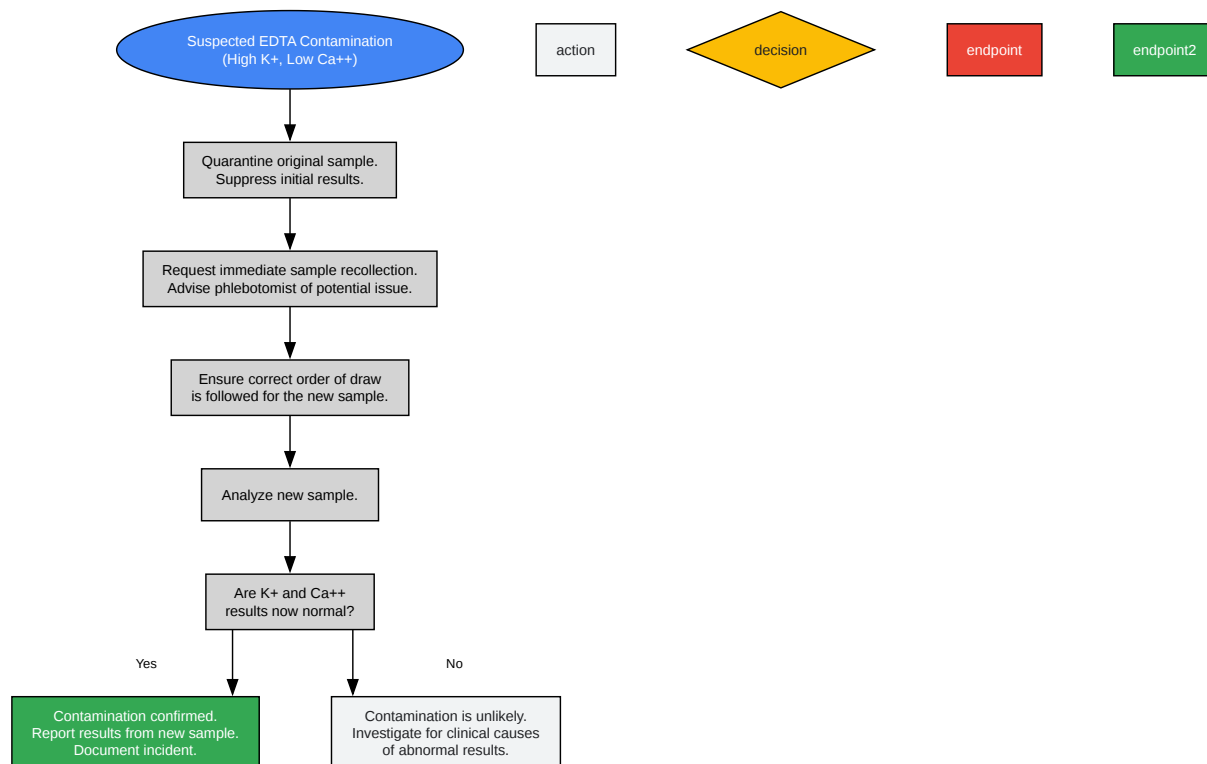 Suspected EDTA Contamination
(High K+, Low Ca++)
action
decision
endpoint
endpoint2
Quarantine original sample.
Suppress initial results.
Request immediate sample recollection.
Advise phlebotomist of potential issue.
Ensure correct order of draw
is followed for the new sample.
Analyze new sample.
Are K+ and Ca++
results now normal?
Yes
No
Contamination confirmed.
Report results from new sample.
Document incident.
Contamination is unlikely.
Investigate for clinical causes
of abnormal results.